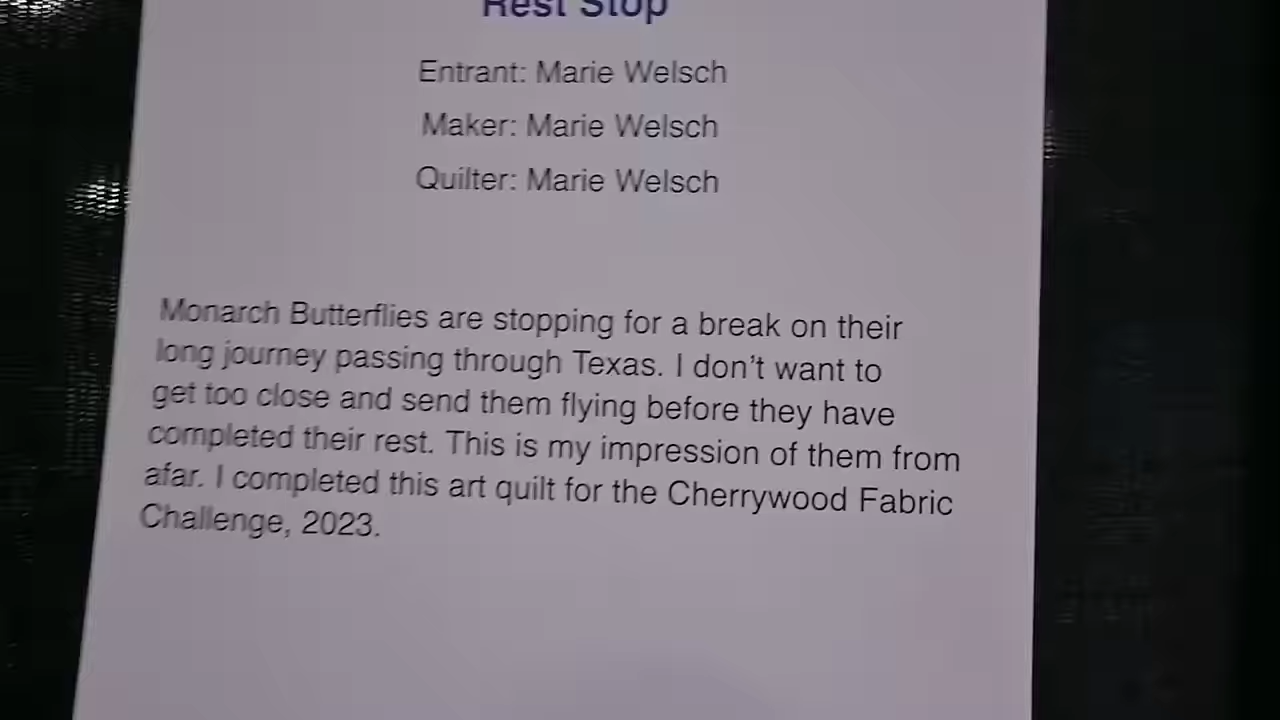 Rest Stop
Entrant: Marie Welsch
Maker: Marie Welsch
Quilter: Marie Welsch
Monarch Butterflies are stopping for a break on their
long journey passing through Texas. I don't want to
get too close and send them flying before they have
completed their rest. This is my impression of them from
afar. I completed this art quilt for the Cherrywood Fabric
Challenge, 2023.